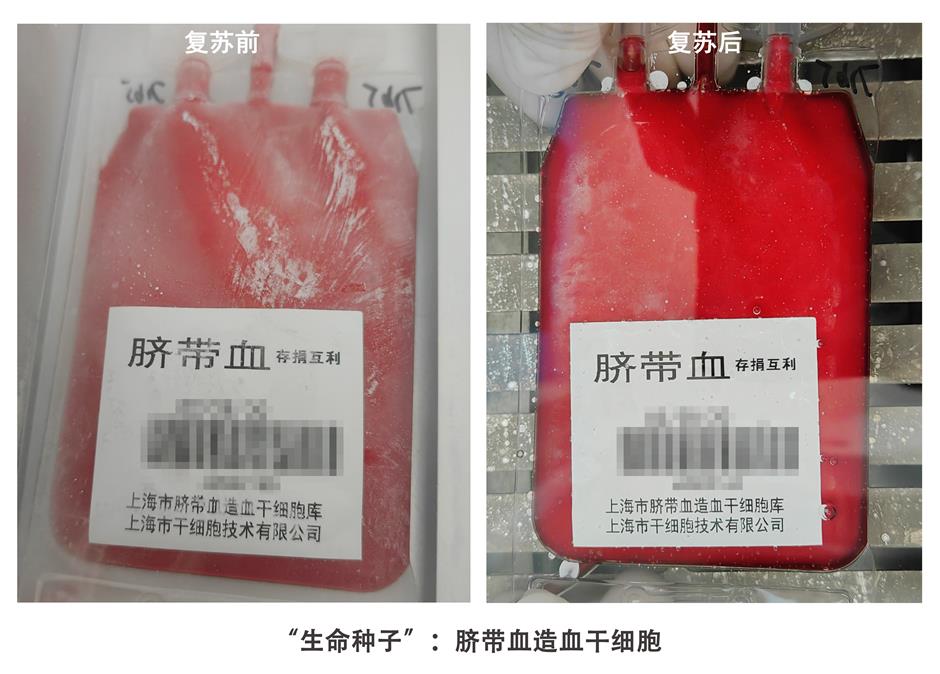 复苏前
脐带血 存捐互利
上海市脐带血造血干细胞库
上海市干细胞技术有限公司
复苏后
脐带血 存捐互利
上海市脐带血造血干细胞库
上海市干细胞技术有限公司
“生命种子”：脐带血造血干细胞